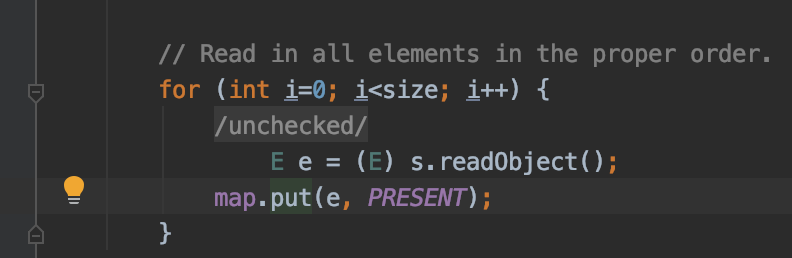 // Read in all elements in the proper order.
for (int i=0; i<size; i++) {
/unchecked/
E e = (E) s.readObject();
map.put(e, PRESENT);
}